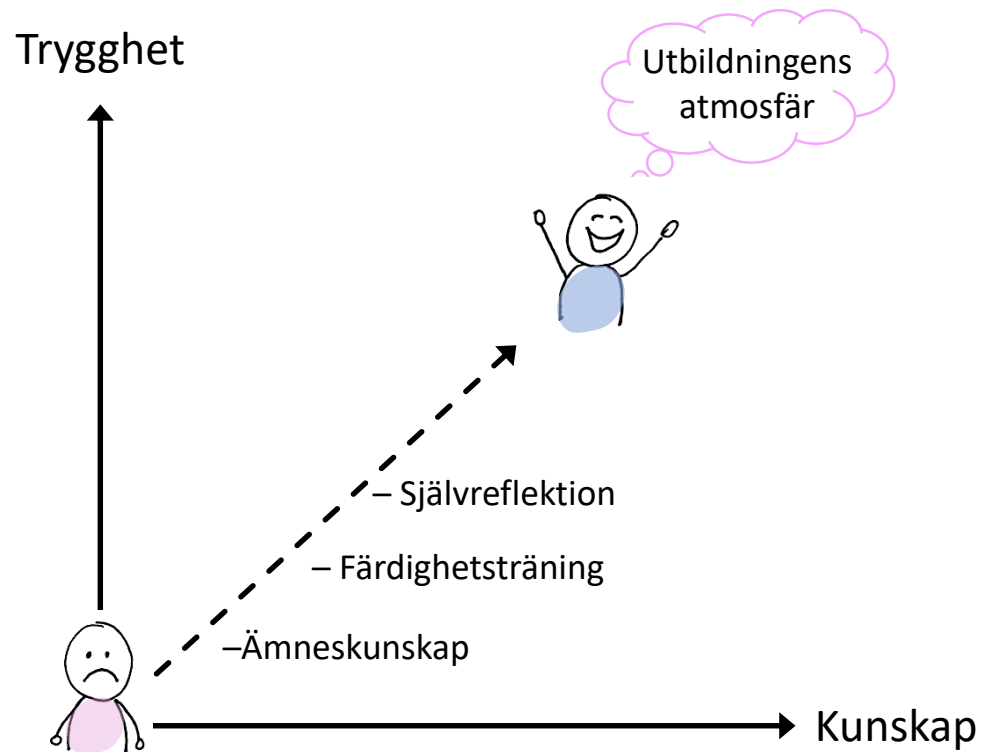 Trygghet
Utbildningens
atmosfär
– Självreflektion
– Färdighetsträning
–Ämneskunskap
Kunskap